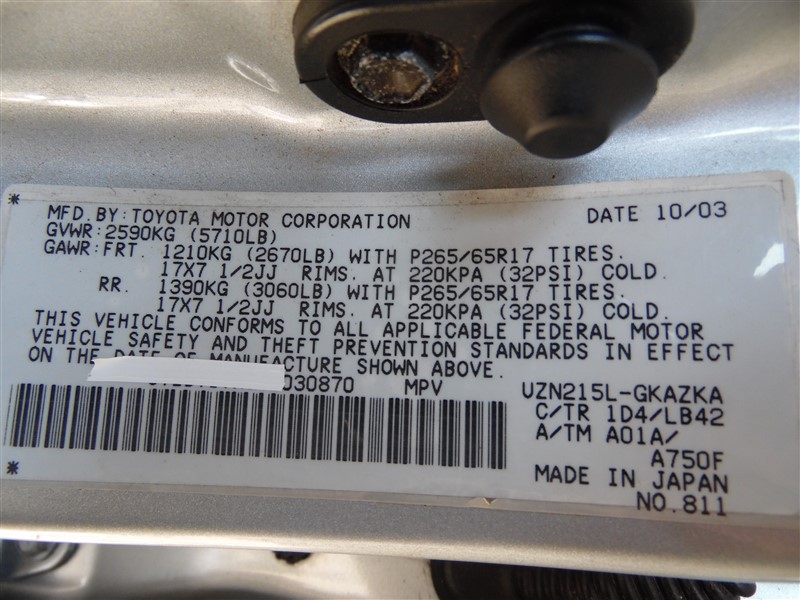 MFD.BY:TOYOTA MOTOR CORPORATION DATE 10/03
GVWR:2590KG (5710LB)
GAWR:FRT. 1210KG (2670LB) WITH P265/65R17 TIRES.
17X7 1/2JJ RIMS. AT 220KPA (32PSI) COLD.
RR. 1390KG (3060LB) WITH P265/65R17 TIRES.
17X7 1/2JJ RIMS. AT 220KPA (32PSI) COLD.
THIS VEHICLE CONFORMS TO ALL APPLICABLE FEDERAL MOTOR
VEHICLE SAFETY AND THEFT PREVENTION STANDARDS IN EFFECT
ON THE DATE OF MANUFACTURE SHOWN ABOVE.
030870 MPV UZN215L-GKAZKA
C/TR 1D4/LB42
A/TM A01A/
A750F
MADE IN JAPAN
NO.811